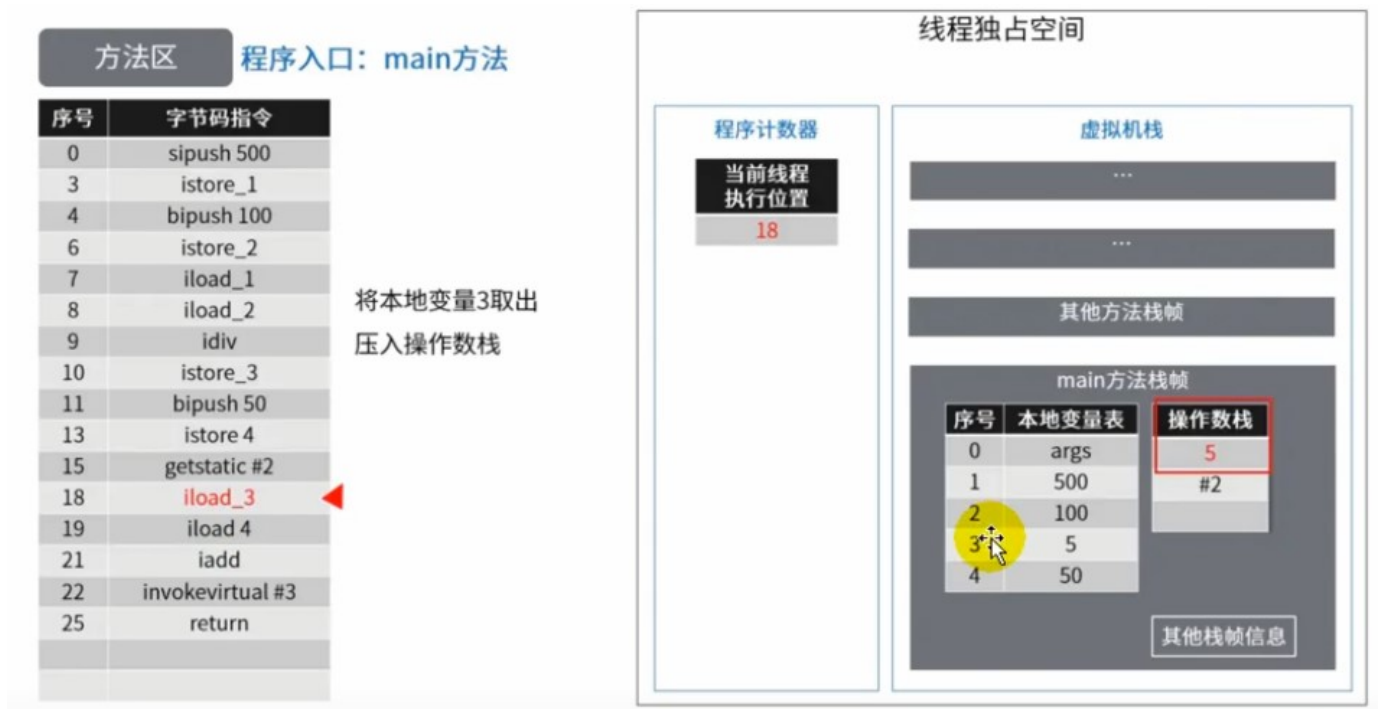 方法区 程序入口：main方法
序号 字节码指令
0 sipush 500
3 istore_1
4 bipush 100
6 istore_2
7 iload_1
8 iload_2
9 idiv
10 istore_3
11 bipush 50
13 istore 4
15 getstatic #2
18 iload_3
19 iload 4
21 iadd
22 invokevirtual #3
25 return
将本地变量3取出
压入操作数栈
线程独占空间
程序计数器
当前线程
执行位置
18
虚拟机栈
...
...
其他方法栈帧
main方法栈帧
序号 本地变量表 操作数栈
0 args 5
1 500 #2
2 100
3 5
4 50
其他栈帧信息